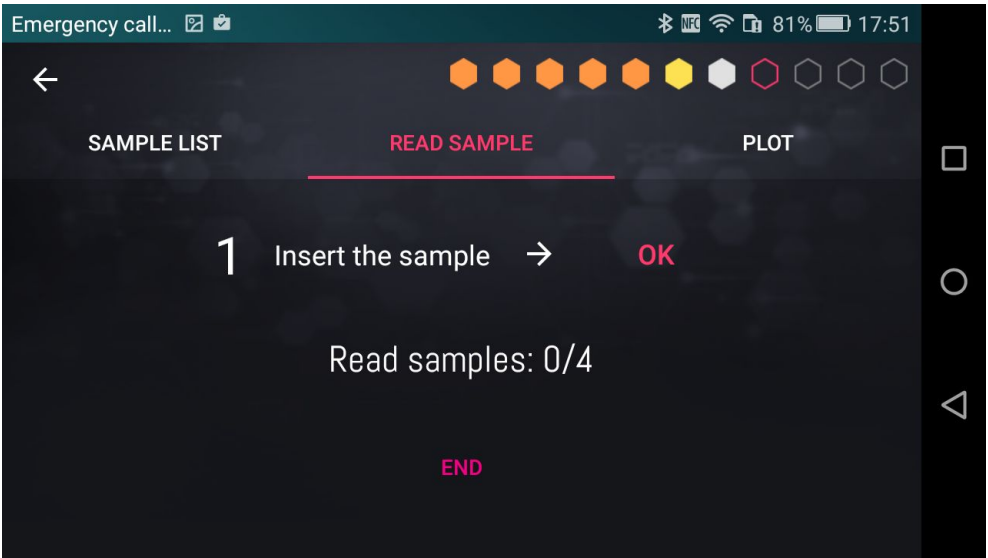 Emergency call... NFC 81% 17:51
SAMPLE LIST READ SAMPLE PLOT
1 Insert the sample → OK
Read samples: 0/4
END